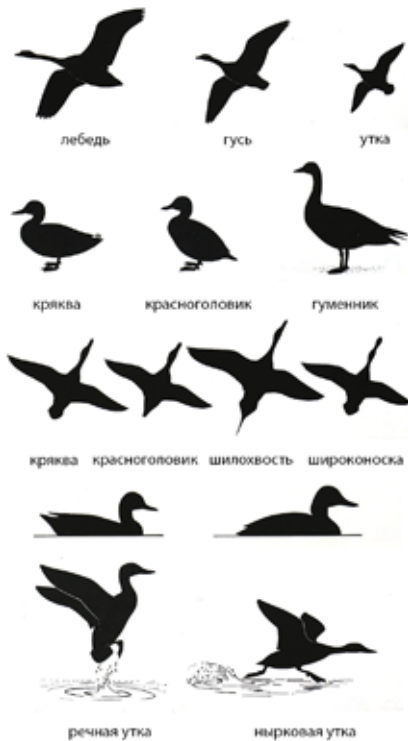 лебедь гусь утка
кряква красноголовик гуменник
кряква красноголовик шилохвость широконоска
речная утка нырковая утка